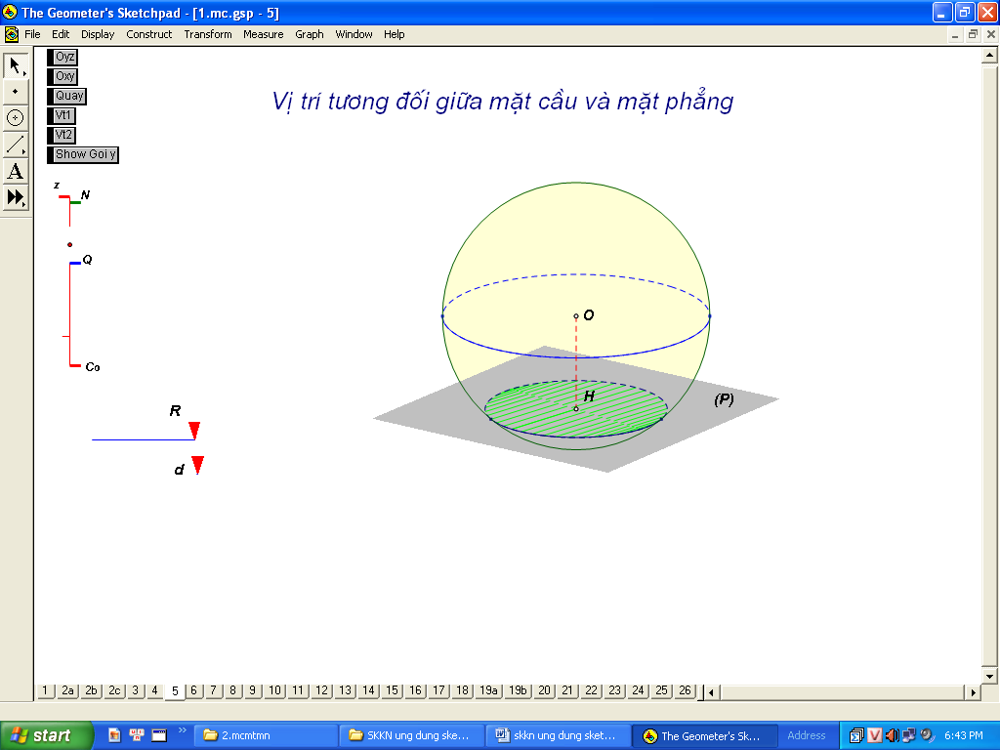 The Geometer's Sketchpad - [1.mc.gsp - 5]
File Edit Display Construct Transform Measure Graph Window Help
Oyz
Oxy
Quay
Vt1
Vt2
Show Goi y
Vị trí tương đối giữa mặt cầu và mặt phẳng
A
z
N
Q
Co
R
d
O
H
(P)
1 2a 2b 2c 3 4 5 6 7 8 9 10 11 12 13 14 15 16 17 18 19a 19b 20 21 22 23 24 25 26
start 2.mcmtmn SKKN ung dung ske... skkn ung dung sket... The Geometer's Sk... Address 6:43 PM